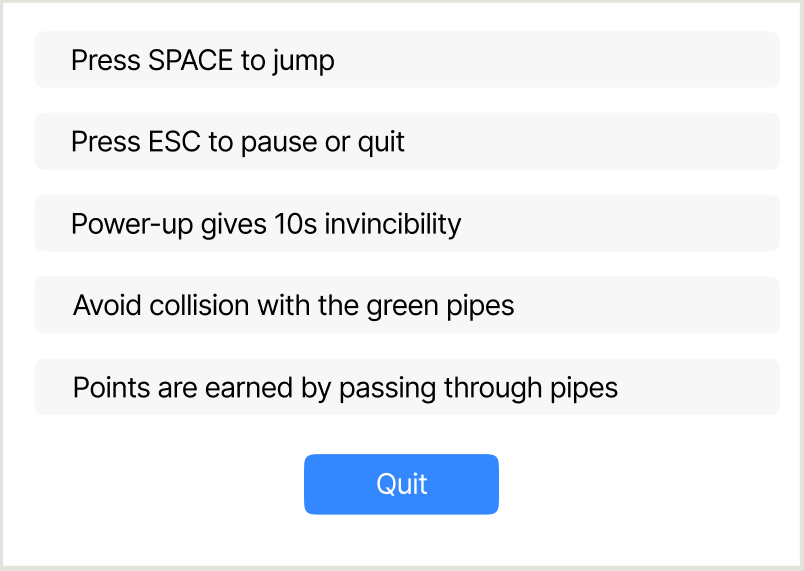 Press SPACE to jump
Press ESC to pause or quit
Power-up gives 10s invincibility
Avoid collision with the green pipes
Points are earned by passing through pipes
Quit